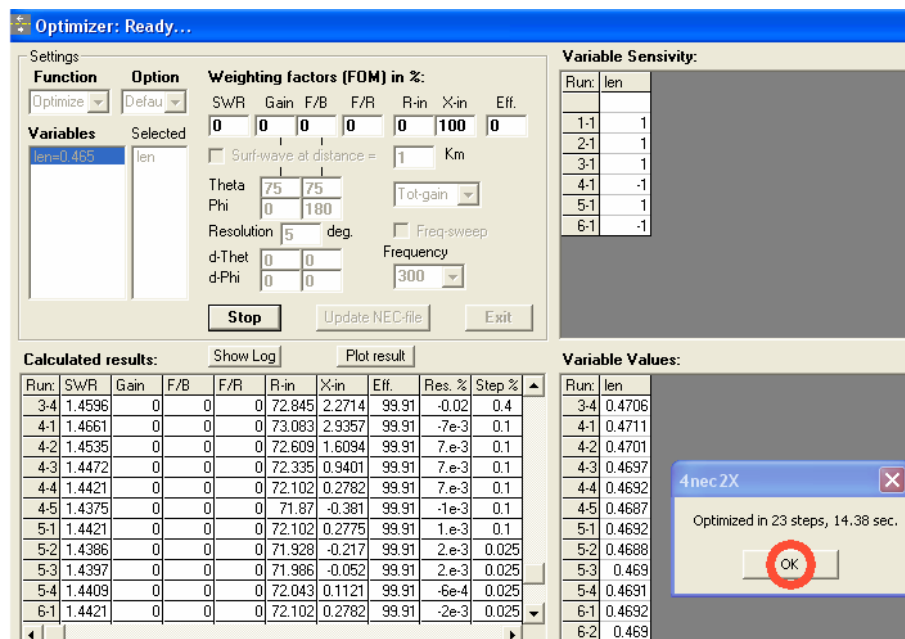 Optimizer: Ready...
Settings
Function Option Weighting factors (FOM) in %:
Optimize Defau SWR Gain F/B F/R R-in X-in Eff.
0 0 0 0 0 100 0
Variables Selected
len=0.465 len
Surf-wave at distance = 1 Km
Theta 75 75 Tot-gain
Phi 0 180
Resolution 5 deg. Freq-sweep
d-Thet 0 0 Frequency
d-Phi 0 0 300
Stop Update NEC-file Exit
Variable Sensivity:
Run: len
1-1 1
2-1 1
3-1 1
4-1 -1
5-1 1
6-1 -1
Calculated results: Show Log Plot result
Run: SWR Gain F/B F/R R-in X-in Eff. Res. % Step %
3-4 1.4596 0 0 0 72.845 2.2714 99.91 -0.02 0.4
4-1 1.4661 0 0 0 73.083 2.9357 99.91 -7e-3 0.1
4-2 1.4535 0 0 0 72.609 1.6094 99.91 7.e-3 0.1
4-3 1.4472 0 0 0 72.335 0.9401 99.91 7.e-3 0.1
4-4 1.4421 0 0 0 72.102 0.2782 99.91 7.e-3 0.1
4-5 1.4375 0 0 0 71.87 -0.381 99.91 -1e-3 0.1
5-1 1.4421 0 0 0 72.102 0.2775 99.91 1.e-3 0.1
5-2 1.4386 0 0 0 71.928 -0.217 99.91 2.e-3 0.025
5-3 1.4397 0 0 0 71.986 -0.052 99.91 2.e-3 0.025
5-4 1.4409 0 0 0 72.043 0.1121 99.91 -6e-4 0.025
6-1 1.4421 0 0 0 72.102 0.2782 99.91 -2e-3 0.025
Variable Values:
Run: len
3-4 0.4706
4-1 0.4711
4-2 0.4701
4-3 0.4697
4-4 0.4692
4-5 0.4687
5-1 0.4692
5-2 0.4688
5-3 0.469
5-4 0.4691
6-1 0.4692
6-2 0.469
4nec2X
Optimized in 23 steps, 14.38 sec.
OK